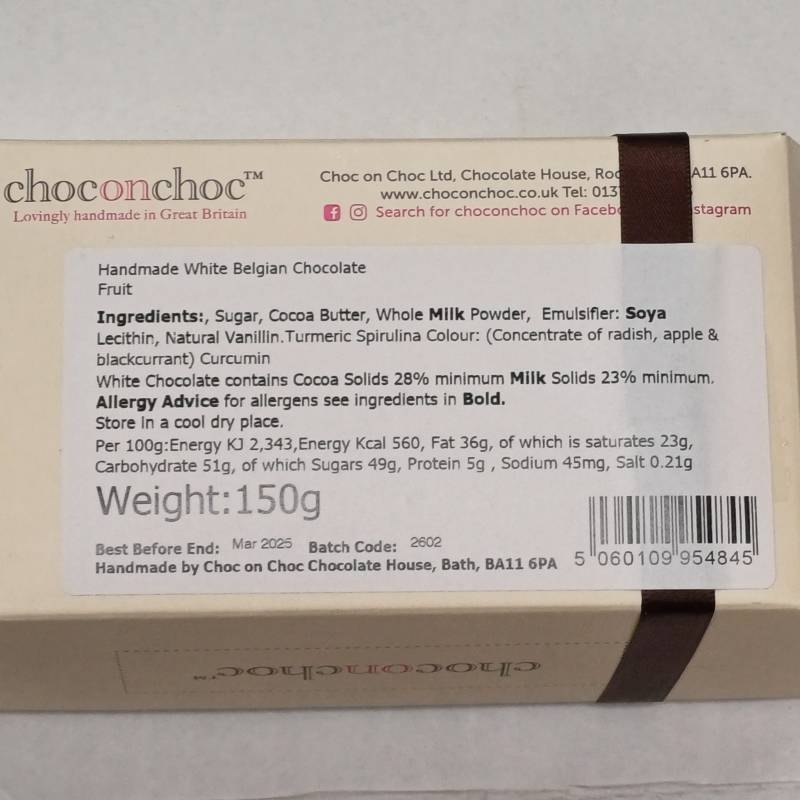 choconchoc™
Lovingly handmade in Great Britain
Choc on Choc Ltd, Chocolate House, A11 6PA.
www.choconchoc.co.uk Tel: 013
Search for choconchoc on Facebo stagram
Handmade White Belgian Chocolate
Fruit
Ingredients:, Sugar, Cocoa Butter, Whole Milk Powder, Emulsifier: Soya
Lecithin, Natural Vanillin.Turmeric Spirulina Colour: (Concentrate of radish, apple &
blackcurrant) Curcumin
White Chocolate contains Cocoa Solids 28% minimum Milk Solids 23% minimum.
Allergy Advice for allergens see ingredients in Bold.
Store in a cool dry place.
Per 100g:Energy KJ 2,343,Energy Kcal 560, Fat 36g, of which is saturates 23g,
Carbohydrate 51g, of which Sugars 49g, Protein 5g , Sodium 45mg, Salt 0.21g
Weight:150g
Best Before End: Mar 2025 Batch Code: 2602
Handmade by Choc on Choc Chocolate House, Bath, BA11 6PA
5 060109 954845
choconchoc™